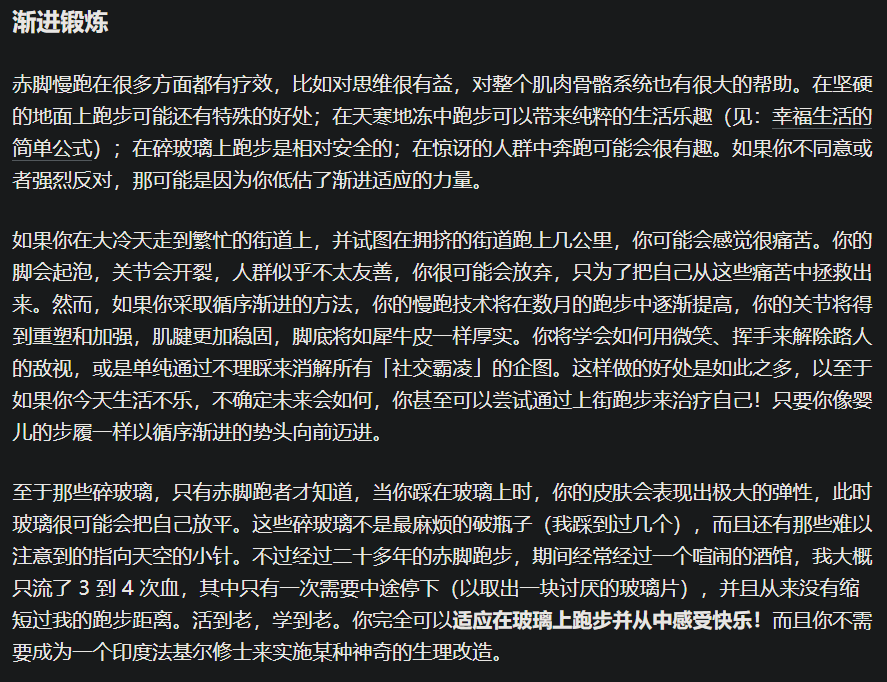 渐进锻炼
赤脚慢跑在很多方面都有疗效，比如对思维很有益，对整个肌肉骨骼系统也有很大的帮助。在坚硬
的地面上跑步可能还有特殊的好处；在天寒地冻中跑步可以带来纯粹的生活乐趣（见：幸福生活的
简单公式）；在碎玻璃上跑步是相对安全的；在惊讶的人群中奔跑可能会很有趣。如果你不同意或
者强烈反对，那可能是因为你低估了渐进适应的力量。
如果你在大冷天走到繁忙的街道上，并试图在拥挤的街道跑上几公里，你可能会感觉很痛苦。你的
脚会起泡，关节会开裂，人群似乎不太友善，你很可能会放弃，只为了把自己从这些痛苦中拯救出
来。然而，如果你采取循序渐进的方法，你的慢跑技术将在数月的跑步中逐渐提高，你的关节将得
到重塑和加强，肌腱更加稳固，脚底将如犀牛皮一样厚实。你将学会如何用微笑、挥手来解除路人
的敌视，或是单纯通过不理睬来消解所有「社交霸凌」的企图。这样做的好处是如此之多，以至于
如果你今天生活不乐，不确定未来会如何，你甚至可以尝试通过上街跑步来治疗自己！只要你像婴
儿的步履一样以循序渐进的势头向前迈进。
至于那些碎玻璃，只有赤脚跑者才知道，当你踩在玻璃上时，你的皮肤会表现出极大的弹性，此时
玻璃很可能会把自己放平。这些碎玻璃不是最麻烦的破瓶子（我踩到过几个），而且还有那些难以
注意到的指向天空的小针。不过经过二十多年的赤脚跑步，期间经常经过一个喧闹的酒馆，我大概
只流了 3 到 4 次血，其中只有一次需要中途停下（以取出一块讨厌的玻璃片），并且从来没有缩
短过我的跑步距离。活到老，学到老。你完全可以适应在玻璃上跑步并从中感受快乐！而且你不需
要成为一个印度法基尔修士来实施某种神奇的生理改造。